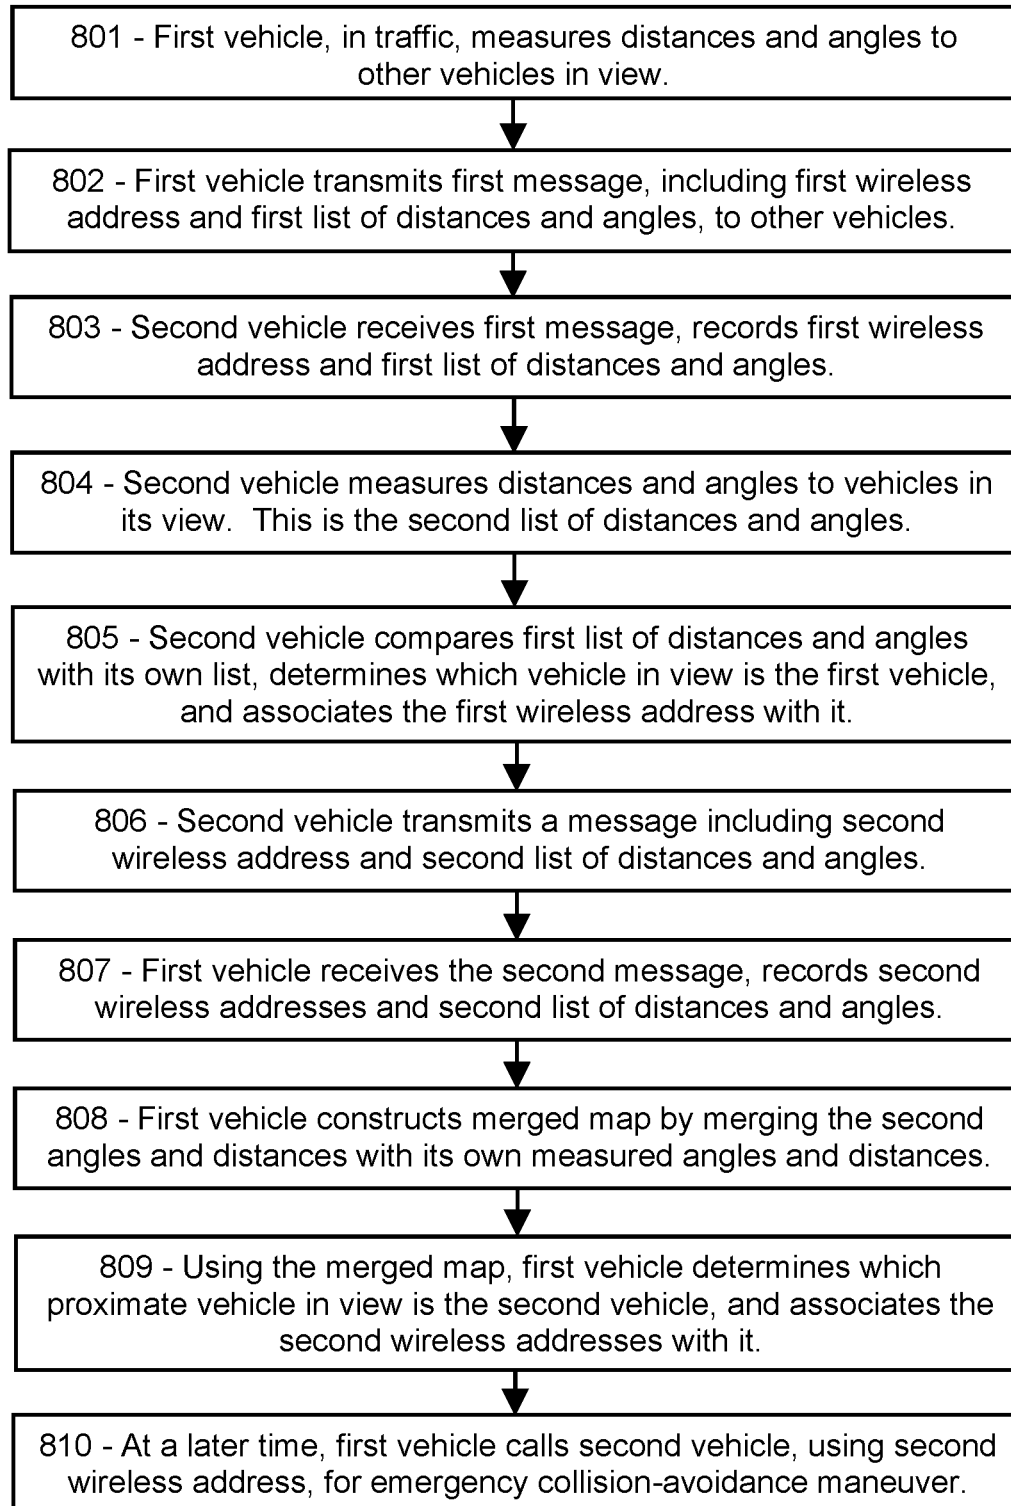 801 - First vehicle, in traffic, measures distances and angles to
other vehicles in view.
802 - First vehicle transmits first message, including first wireless
address and first list of distances and angles, to other vehicles.
803 - Second vehicle receives first message, records first wireless
address and first list of distances and angles.
804 - Second vehicle measures distances and angles to vehicles in
its view.  This is the second list of distances and angles.
805 - Second vehicle compares first list of distances and angles
with its own list, determines which vehicle in view is the first vehicle,
and associates the first wireless address with it.
806 - Second vehicle transmits a message including second
wireless address and second list of distances and angles.
807 - First vehicle receives the second message, records second
wireless addresses and second list of distances and angles.
808 - First vehicle constructs merged map by merging the second
angles and distances with its own measured angles and distances.
809 - Using the merged map, first vehicle determines which
proximate vehicle in view is the second vehicle, and associates the
second wireless addresses with it.
810 - At a later time, first vehicle calls second vehicle, using second
wireless address, for emergency collision-avoidance maneuver.